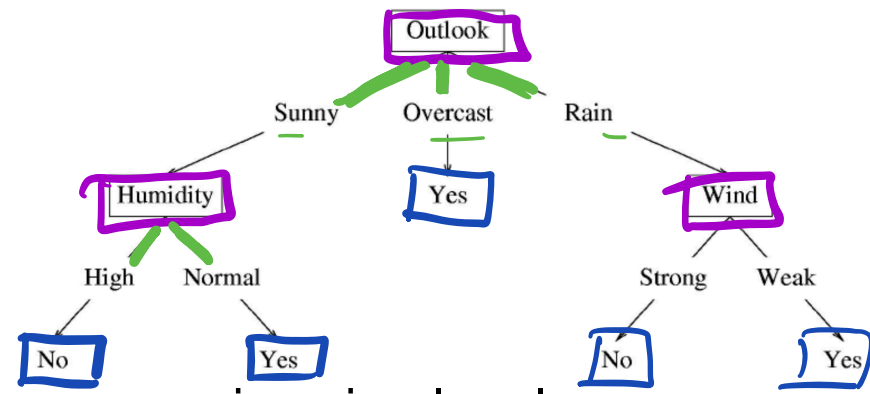 Outlook
Sunny Overcast Rain
Humidity Yes Wind
High Normal Strong Weak
No Yes No Yes